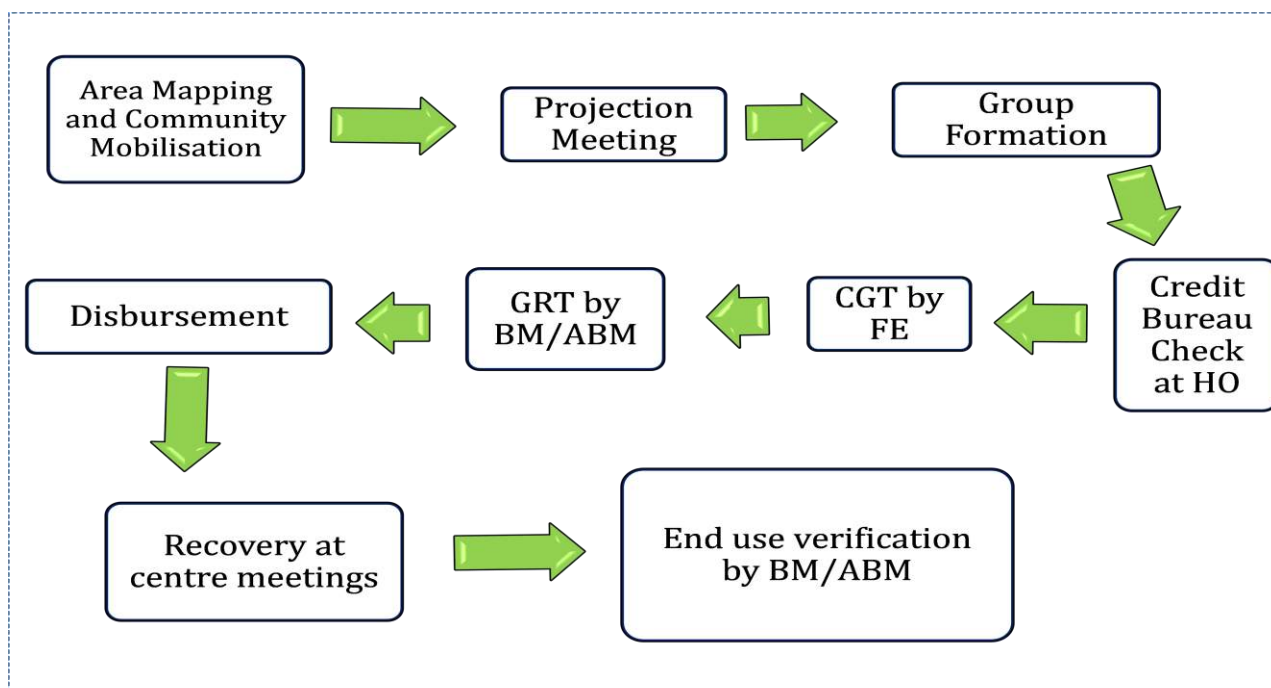 Area Mapping
and Community
Mobilisation
Projection
Meeting
Group
Formation
Credit
Bureau
Check
at HO
CGT by
FE
GRT by
BM/ABM
Disbursement
Recovery at
centre meetings
End use verification
by BM/ABM